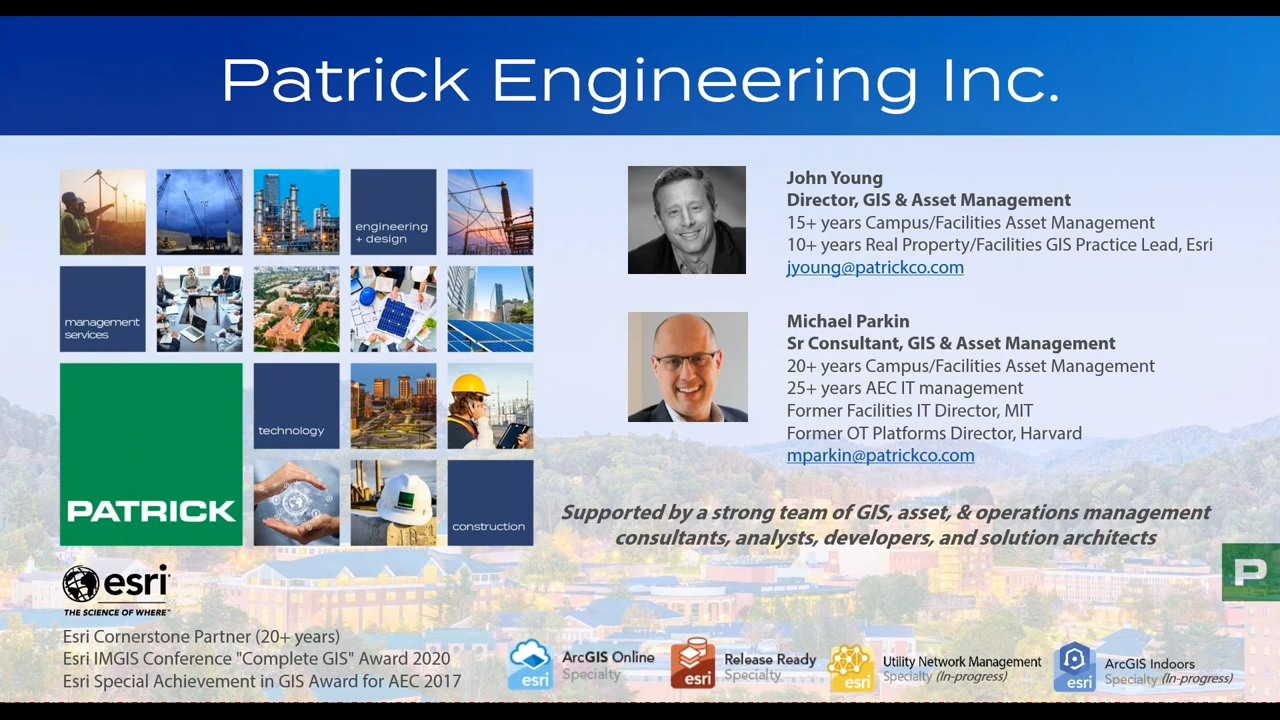 Patrick Engineering Inc.
engineering
+ design
management
services
PATRICK
technology
construction
John Young
Director, GIS & Asset Management
15+ years Campus/Facilities Asset Management
10+ years Real Property/Facilities GIS Practice Lead, Esri
jyoung@patrickco.com
Michael Parkin
Sr Consultant, GIS & Asset Management
20+ years Campus/Facilities Asset Management
25+ years AEC IT management
Former Facilities IT Director, MIT
Former OT Platforms Director, Harvard
mparkin@patrickco.com
Supported by a strong team of GIS, asset, & operations management
consultants, analysts, developers, and solution architects
P
esri
THE SCIENCE OF WHERE™
Esri Cornerstone Partner (20+ years)
Esri IMGIS Conference "Complete GIS" Award 2020
Esri Special Achievement in GIS Award for AEC 2017
esri
ArcGIS Online
Specialty
esri
Release Ready
Specialty
esri
Utility Network Management
Specialty (In-progress)
esri
ArcGIS Indoors
Specialty (In-progress)